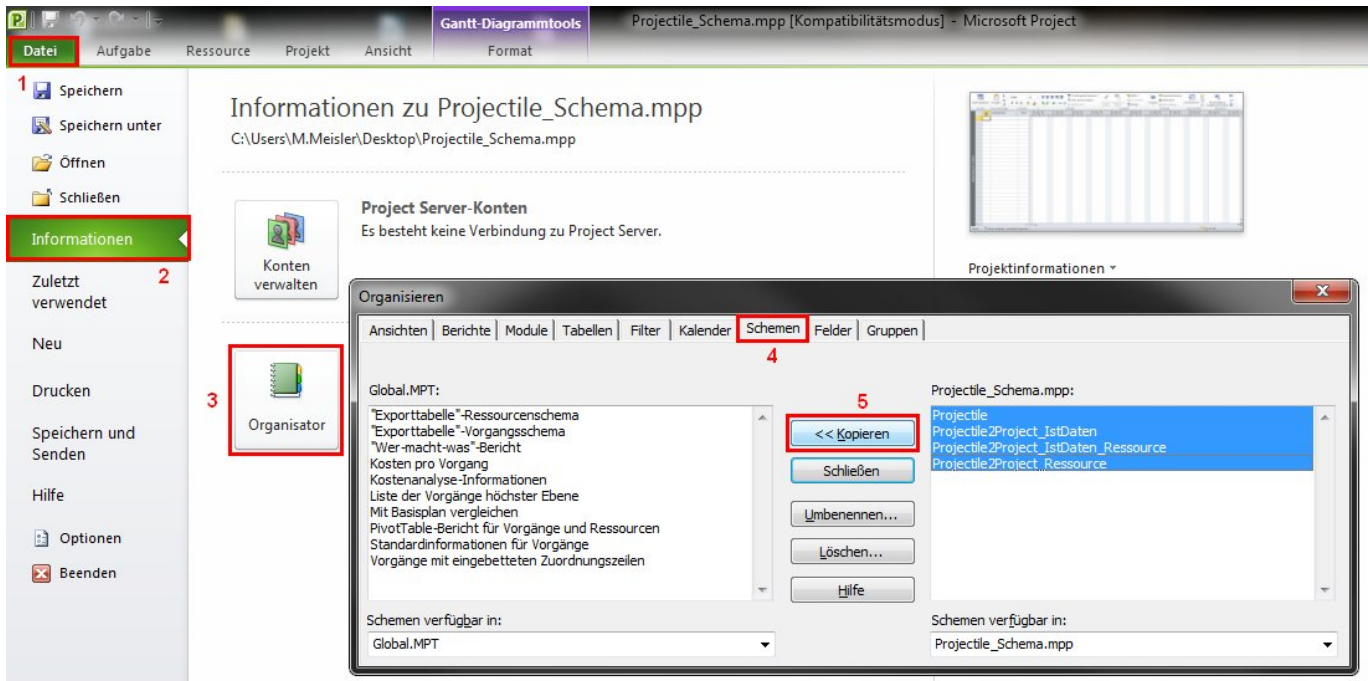 Gantt-Diagrammtools
Projectile_Schema.mpp [Kompatibilitätsmodus] - Microsoft Project
Datei
Aufgabe
Ressource
Projekt
Ansicht
Format
1
Speichern
Speichern unter
Öffnen
Schließen
Informationen
2
Zuletzt
verwendet
Neu
Drucken
Speichern und
Senden
Hilfe
Optionen
Beenden
Informationen zu Projectile_Schema.mpp
C:\Users\M.Meisler\Desktop\Projectile_Schema.mpp
Konten
verwalten
Project Server-Konten
Es besteht keine Verbindung zu Project Server.
3
Organisator
Projektinformationen
Organisieren
Ansichten
Berichte
Module
Tabellen
Filter
Kalender
Schemen
Felder
Gruppen
4
Global.MPT:
"Exporttabelle"-Ressourcenschema
"Exporttabelle"-Vorgangsschema
"Wer-macht-was"-Bericht
Kosten pro Vorgang
Kostenanalyse-Informationen
Liste der Vorgänge höchster Ebene
Mit Basisplan vergleichen
PivotTable-Bericht für Vorgänge und Ressourcen
Standardinformationen für Vorgänge
Vorgänge mit eingebetteten Zuordnungszeilen
Schemen verfügbar in:
Global.MPT
5
<< Kopieren
Schließen
Umbenennen...
Löschen...
Hilfe
Projectile_Schema.mpp:
Projectile
Projectile2Project_IstDaten
Projectile2Project_IstDaten_Ressource
Projectile2Project_Ressource
Schemen verfügbar in:
Projectile_Schema.mpp